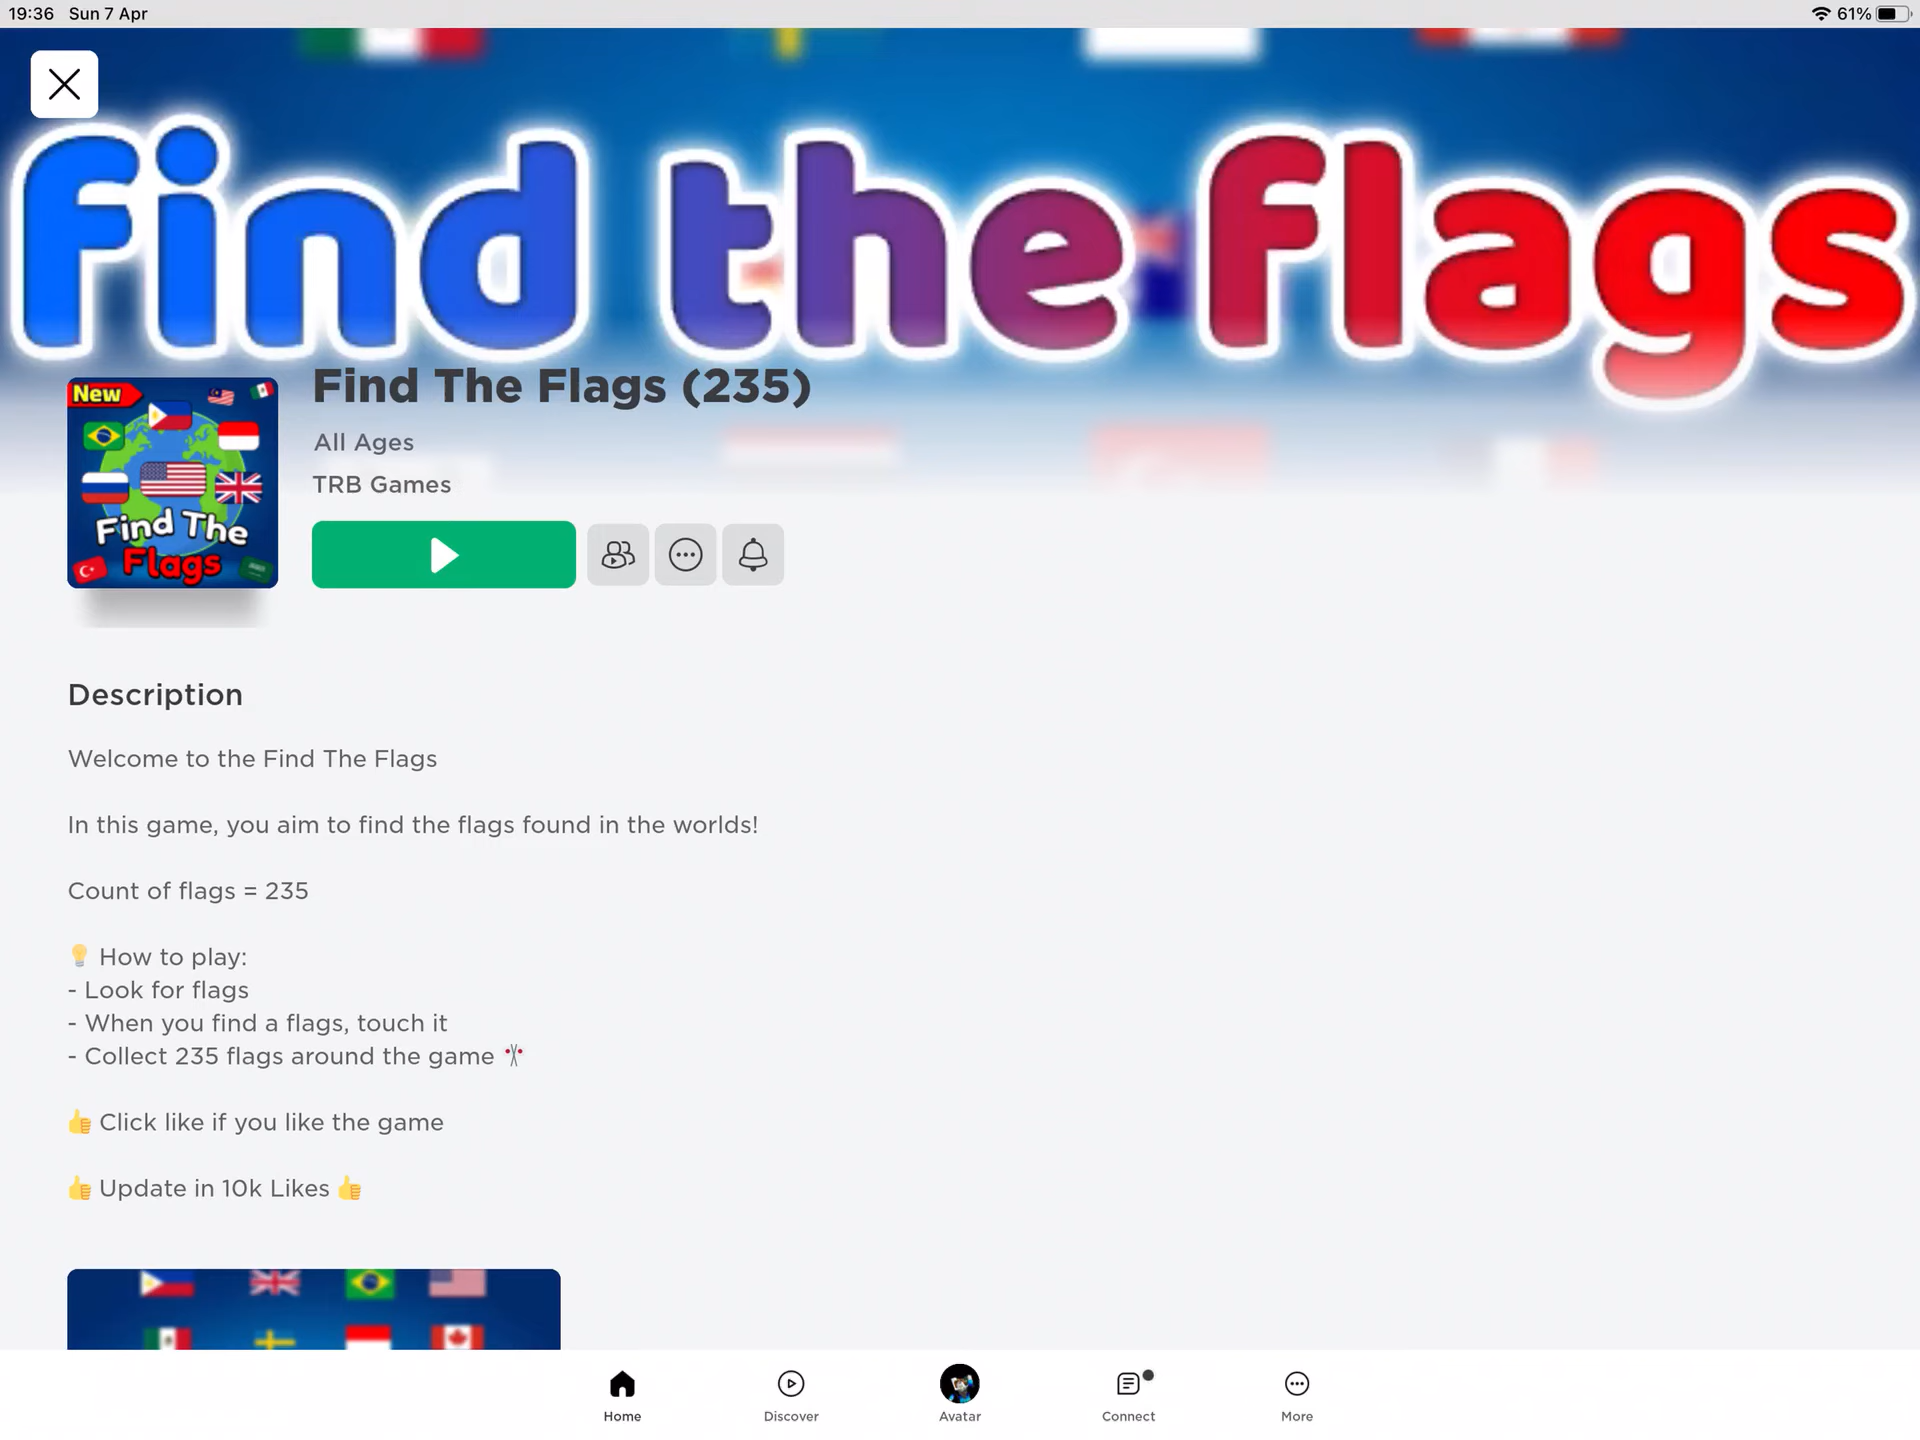 19:36 Sun 7 Apr
61%
find the flags
New
Find The
Flags
Find The Flags (235)
All Ages
TRB Games
Description
Welcome to the Find The Flags
In this game, you aim to find the flags found in the worlds!
Count of flags = 235
💡 How to play:
- Look for flags
- When you find a flags, touch it
- Collect 235 flags around the game 🎌
👍 Click like if you like the game
👍 Update in 10k Likes 👍
Home
Discover
Avatar
Connect
More